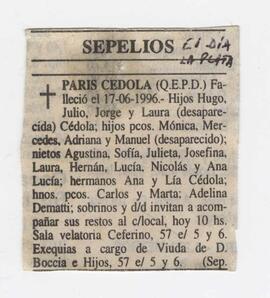 SEPELIOS
El DÍA
LA PLATA
PARIS CEDOLA (Q.E.P.D.) Fa-
lleció el 17-06-1996.- Hijos Hugo,
Julio, Jorge y Laura (desapare-
cida) Cédola; hijos pcos. Mónica, Mer-
cedes, Adriana y Manuel (desaparecido);
nietos Agustina, Sofía, Julieta, Josefina,
Laura, Hernán, Lucía, Nicolás y Ana
Lucía; hermanos Ana y Lía Cédola;
hnos. pcos. Carlos y Marta; Adelina
Dematti; sobrinos y d/d invitan a acom-
pañar sus restos al c/local, hoy 10 hs.
Sala velatoria Ceferino, 57 e/ 5 y 6.
Exequias a cargo de Viuda de D.
Boccia e Hijos, 57 e/ 5 y 6. (Sep.